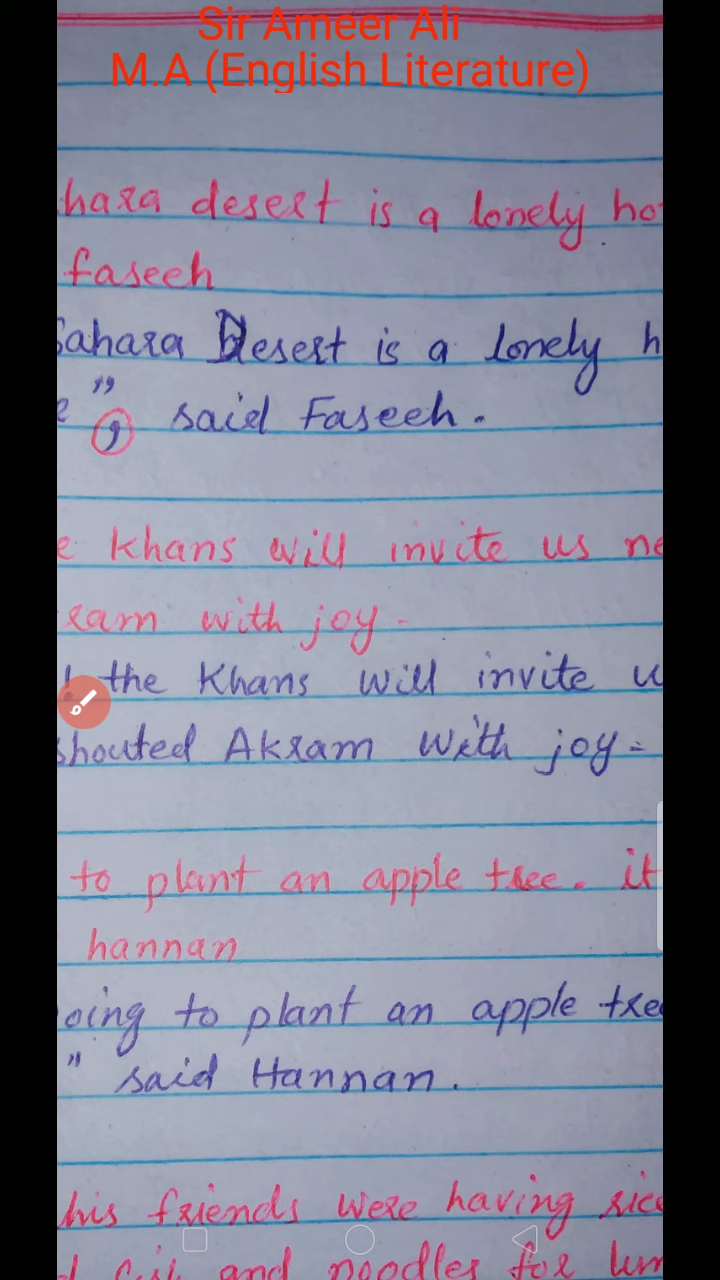 Sir Ameer Ali
M.A (English Literature)
hara desert is a lonely ho
faseeh
Sahara Desert is a lonely h
e ", said Faseeh.
e khans will invite us ne
ram with joy.
! the Khans will invite u
shouted Akram with joy.
to plant an apple tree. it
hannan
oing to plant an apple tree
" said Hannan.
his friends were having rice
and noodles for lun